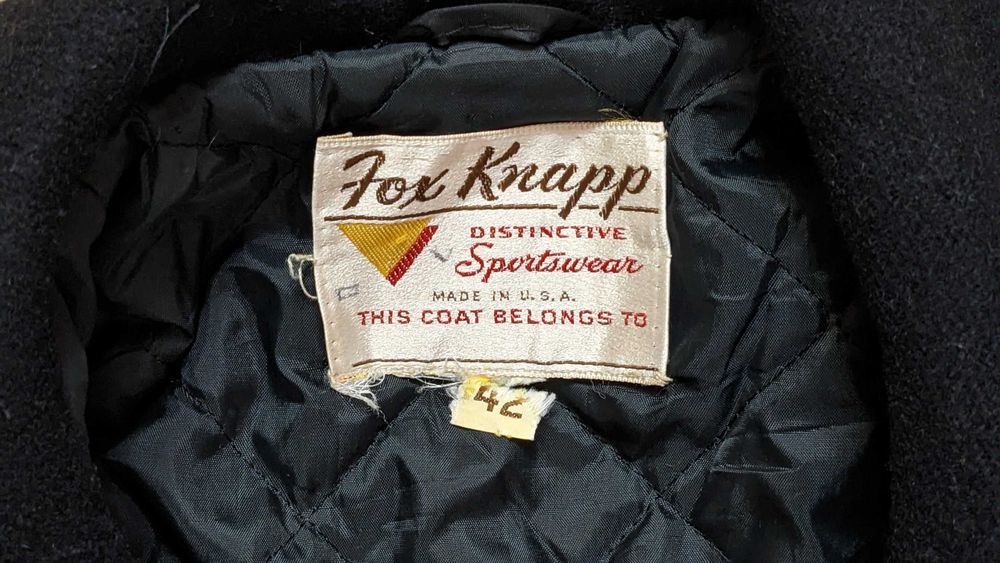 Fox Knapp
DISTINCTIVE
Sportswear
MADE IN U.S.A.
THIS COAT BELONGS TO
42